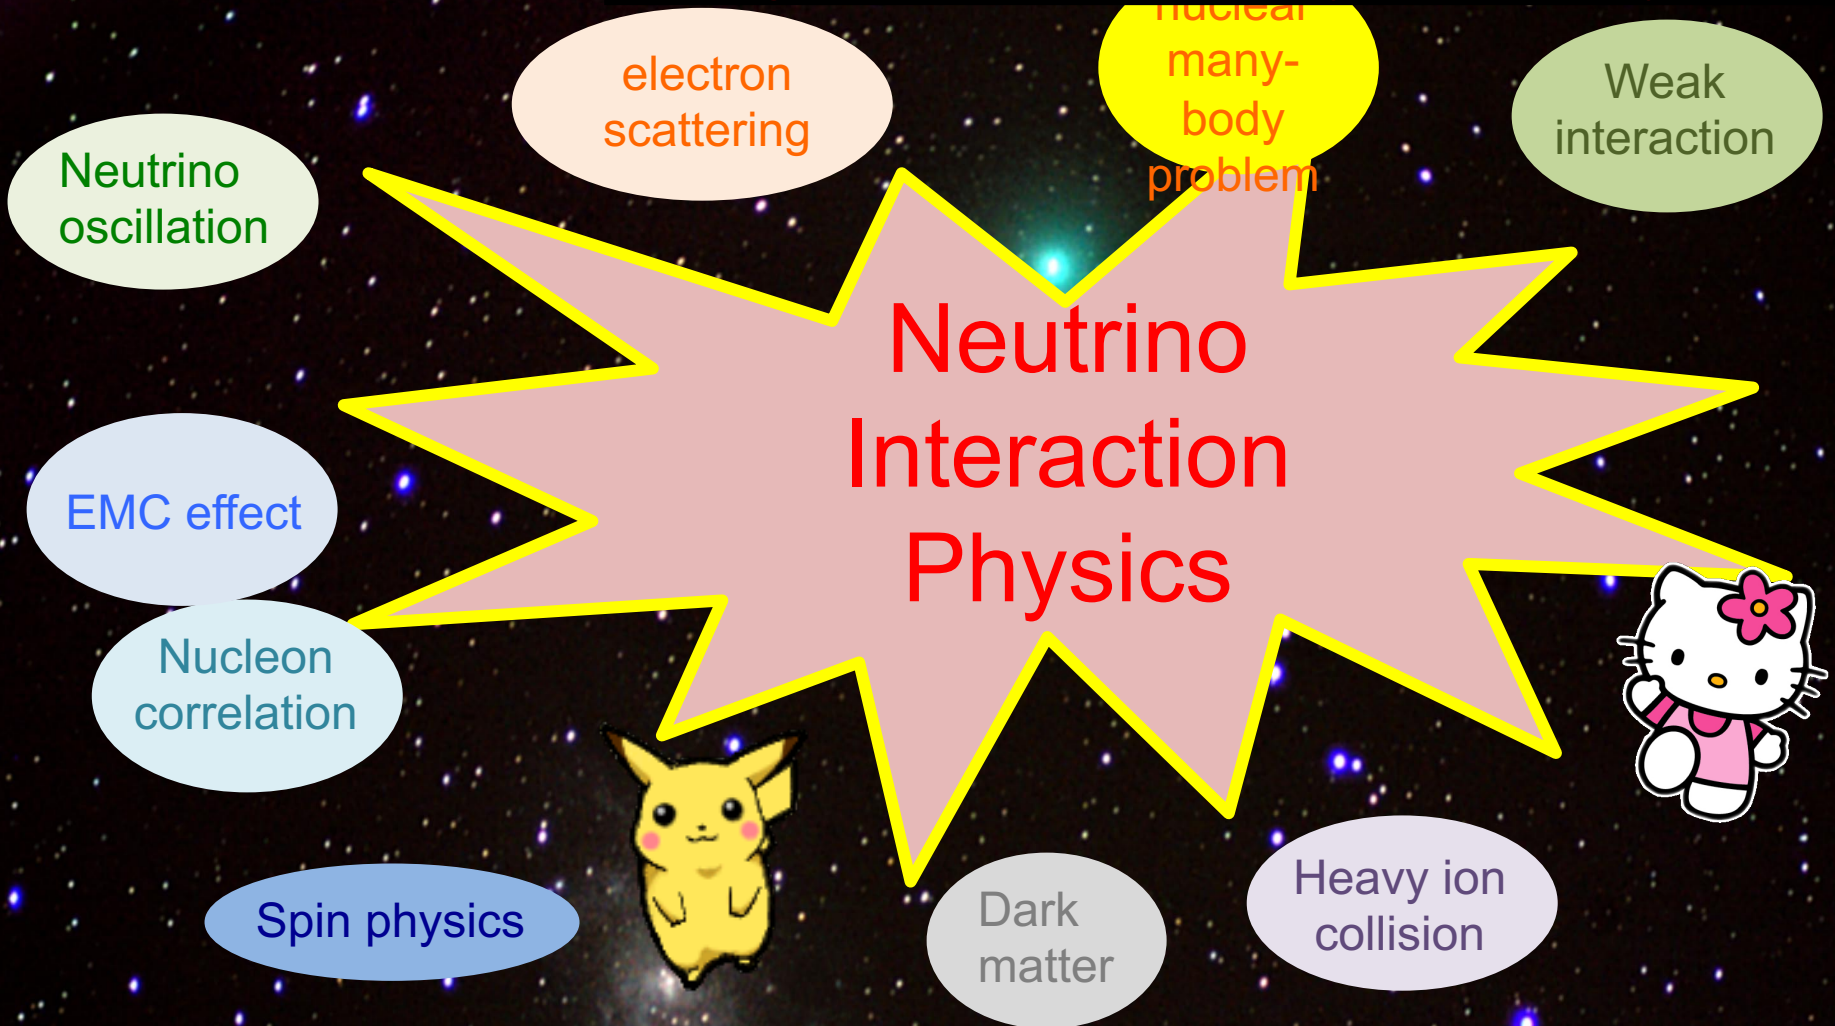 electron
scattering
nuclear
many-
body
problem
Weak
interaction
Neutrino
oscillation
Neutrino
Interaction
Physics
EMC effect
Nucleon
correlation
Spin physics
Dark
matter
Heavy ion
collision